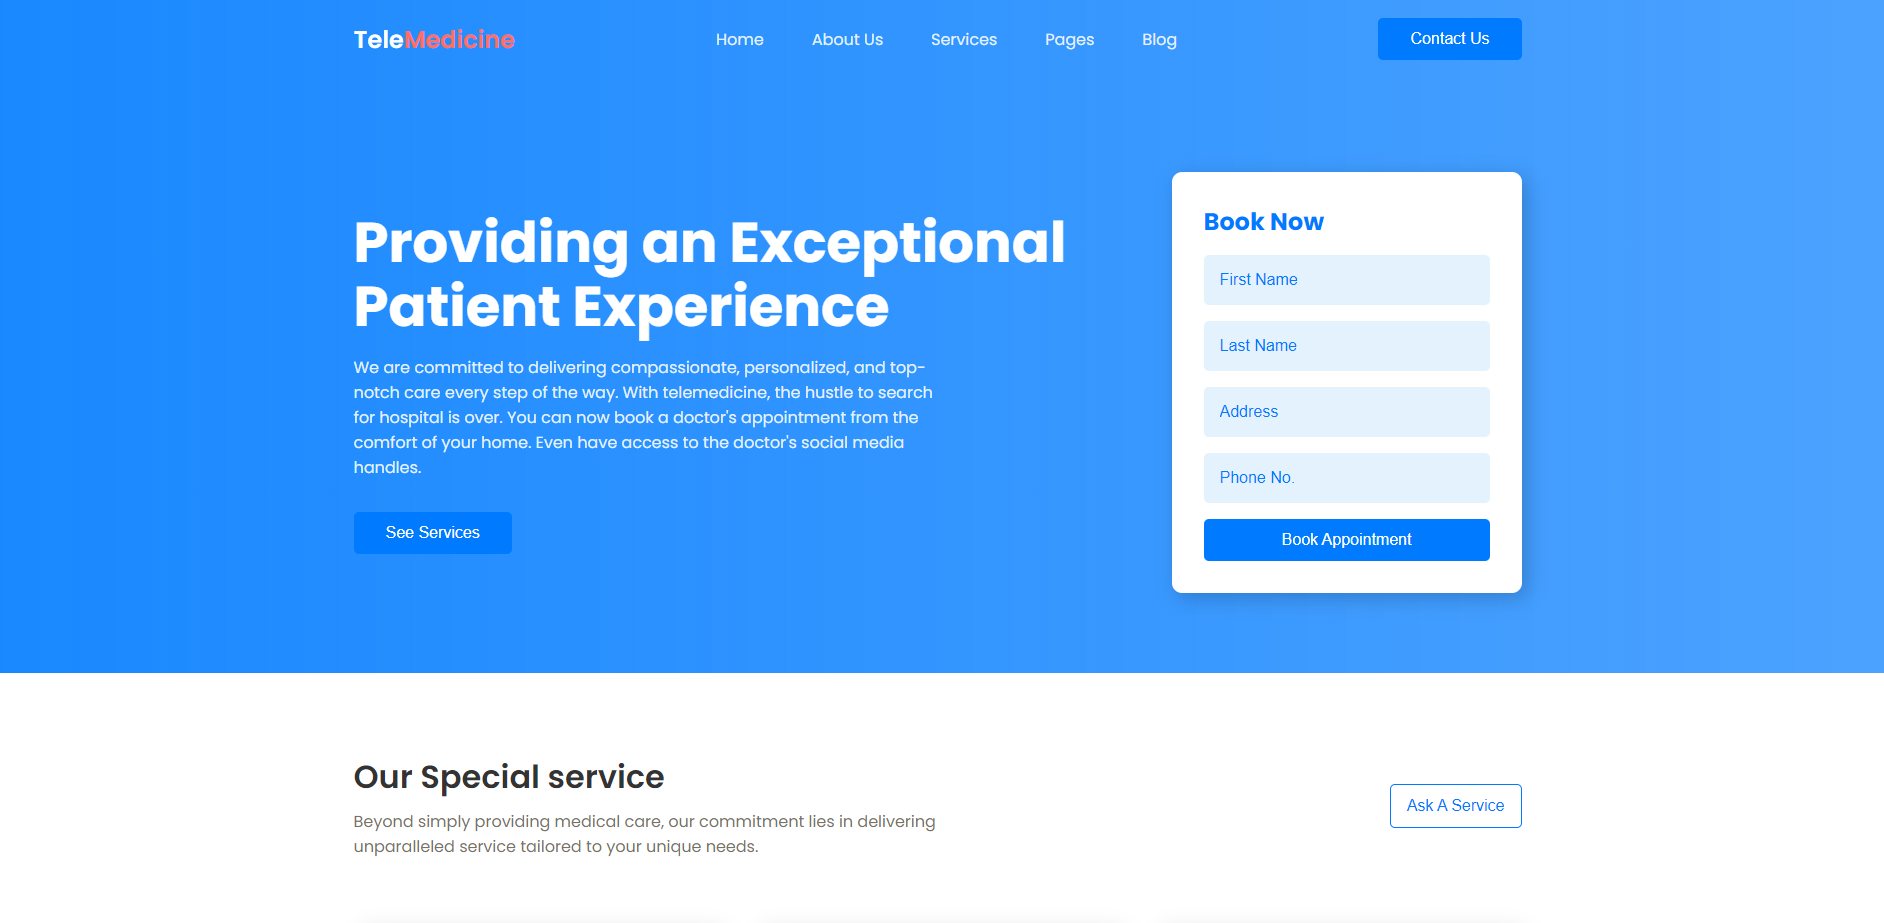 TeleMedicine
Home
About Us
Services
Pages
Blog
Contact Us
Providing an Exceptional
Patient Experience
We are committed to delivering compassionate, personalized, and top-
notch care every step of the way. With telemedicine, the hustle to search
for hospital is over. You can now book a doctor's appointment from the
comfort of your home. Even have access to the doctor's social media
handles.
See Services
Book Now
First Name
Last Name
Address
Phone No.
Book Appointment
Our Special service
Beyond simply providing medical care, our commitment lies in delivering
unparalleled service tailored to your unique needs.
Ask A Service